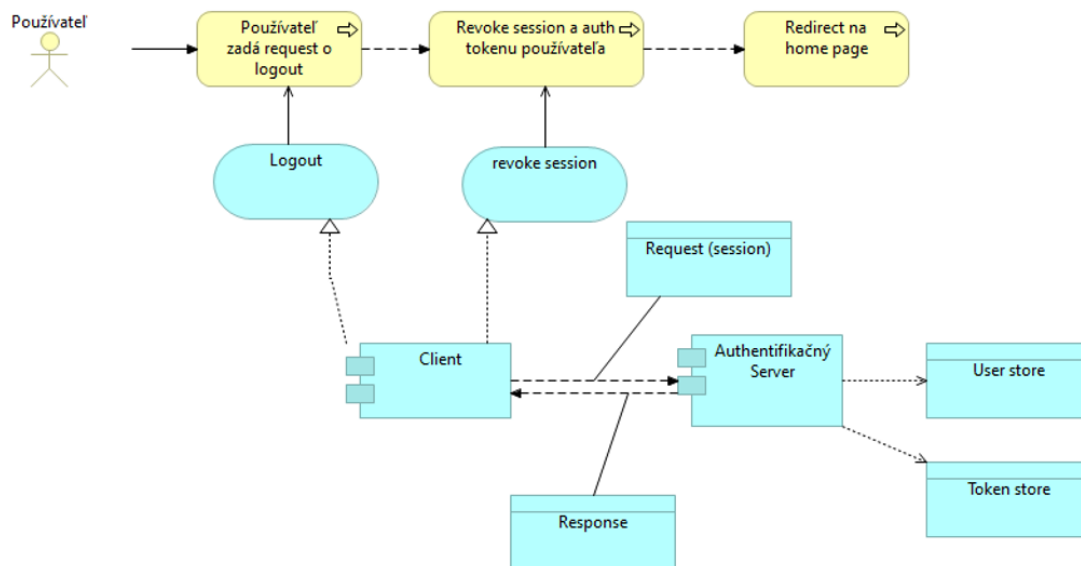 Používateľ
Používateľ
zadá request o
logout
Revoke session a auth
tokenu používateľa
Redirect na
home page
Logout
revoke session
Request (session)
Client
Authentifikačný
Server
User store
Token store
Response